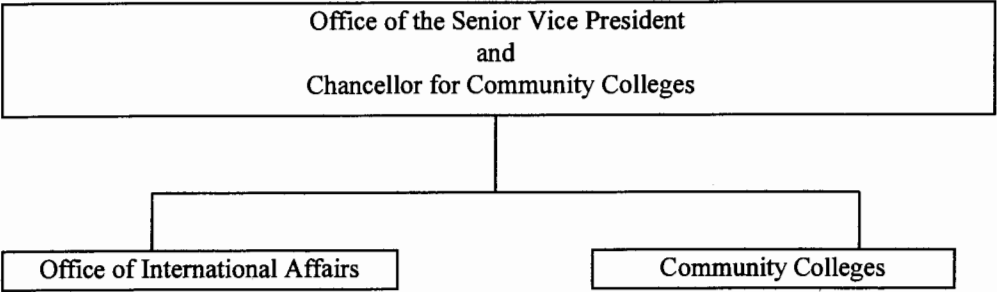 Office of the Senior Vice President
and
Chancellor for Community Colleges
Office of International Affairs
Community Colleges